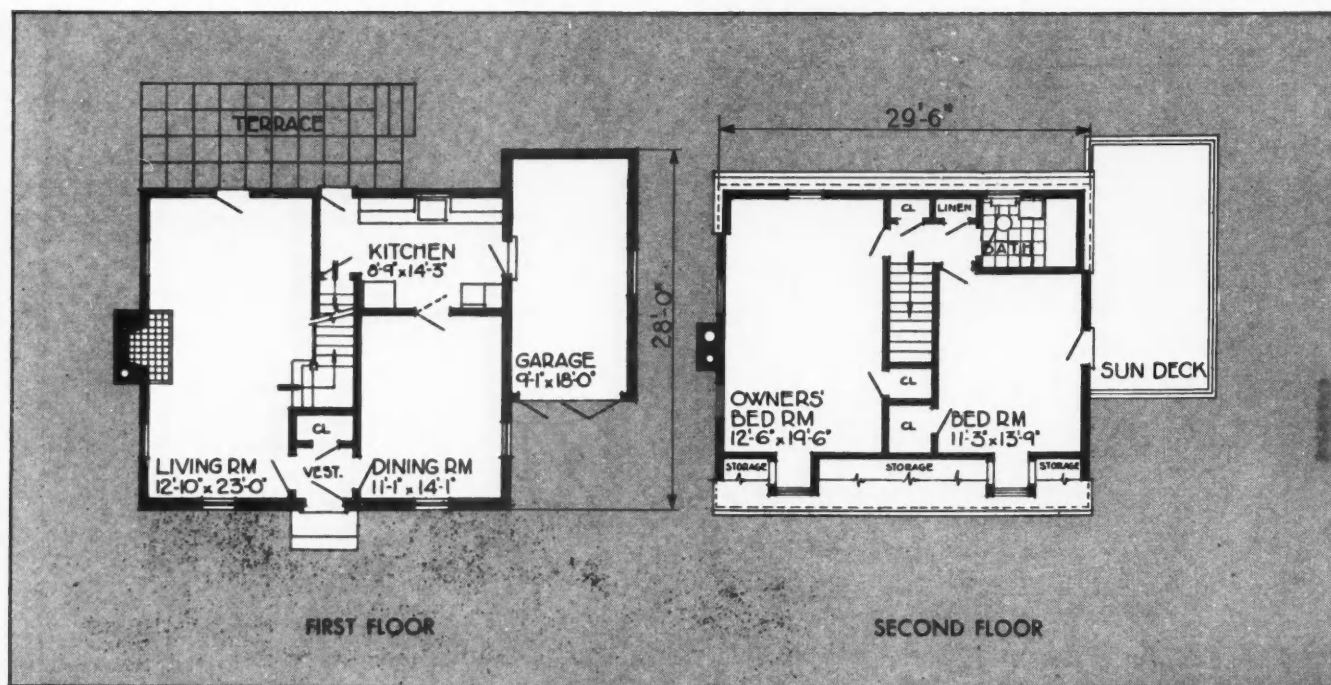 TERRACE
KITCHEN
8'-9" x 14'-3"
GARAGE
9'-1" x 18'-0"
28'-0"
CL
VEST.
LIVING RM
12'-10" x 23'-0"
DINING RM
11'-1" x 14'-1"
FIRST FLOOR
29'-6"
CL
LINEN
BATH
SUN DECK
CL
OWNERS'
BED RM
12'-6" x 19'-6"
CL
BED RM
11'-3" x 13'-9"
STORAGE
STORAGE
STORAGE
SECOND FLOOR